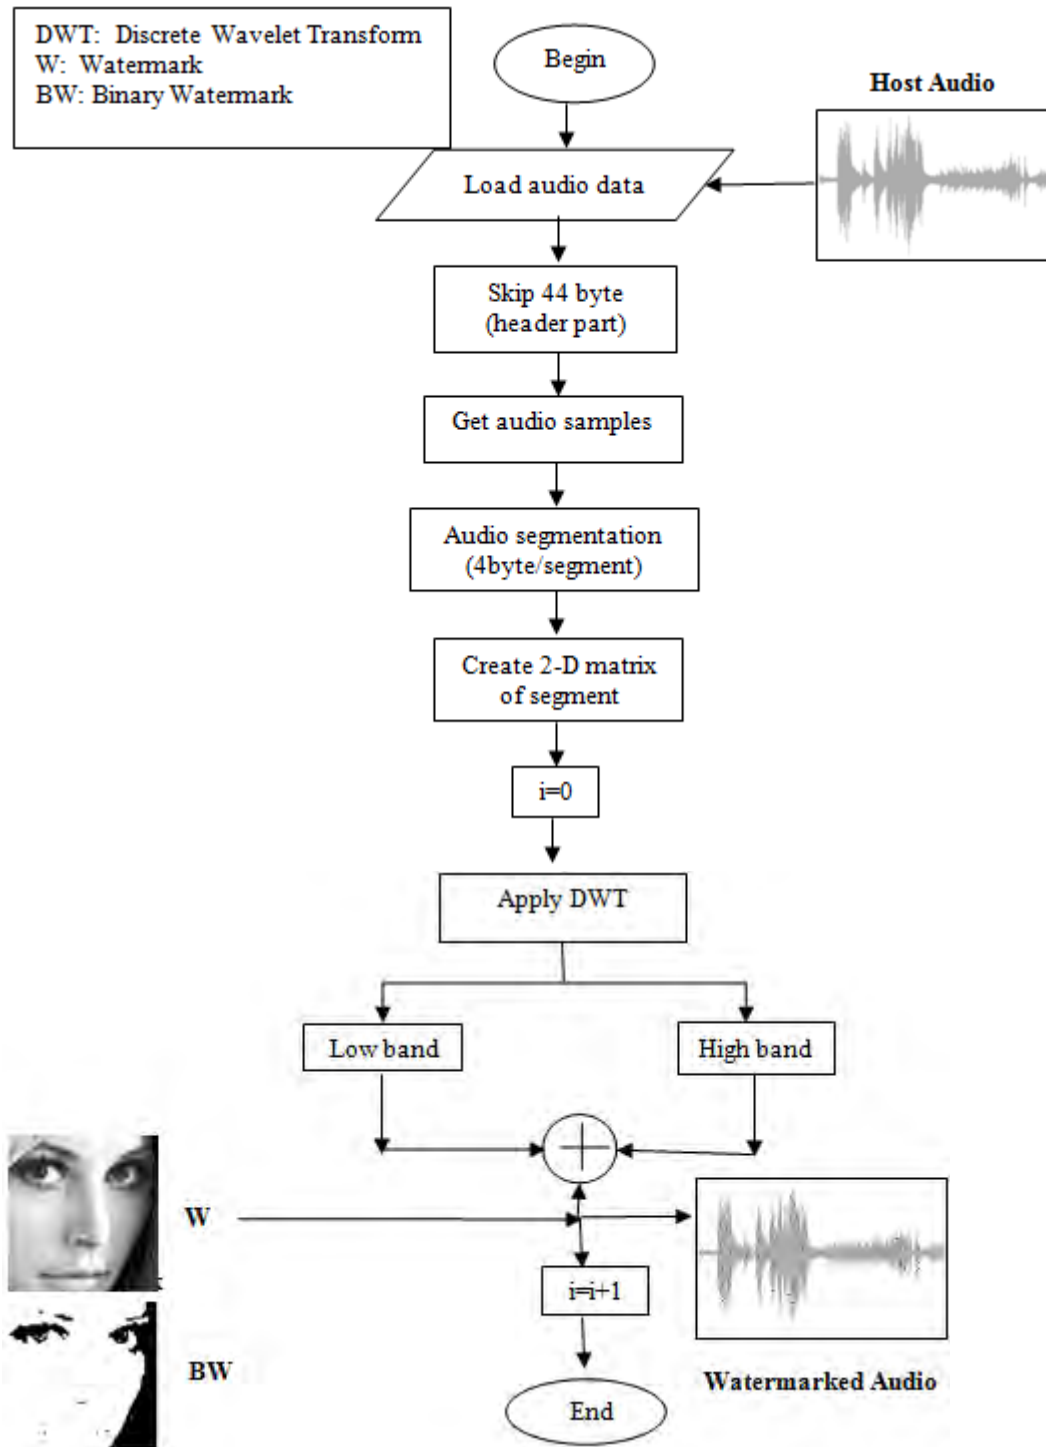 DWT: Discrete Wavelet Transform
W: Watermark
BW: Binary Watermark
Begin
Host Audio
Load audio data
Skip 44 byte
(header part)
Get audio samples
Audio segmentation
(4byte/segment)
Create 2-D matrix
of segment
i=0
Apply DWT
Low band
High band
W
i=i+1
BW
Watermarked Audio
End